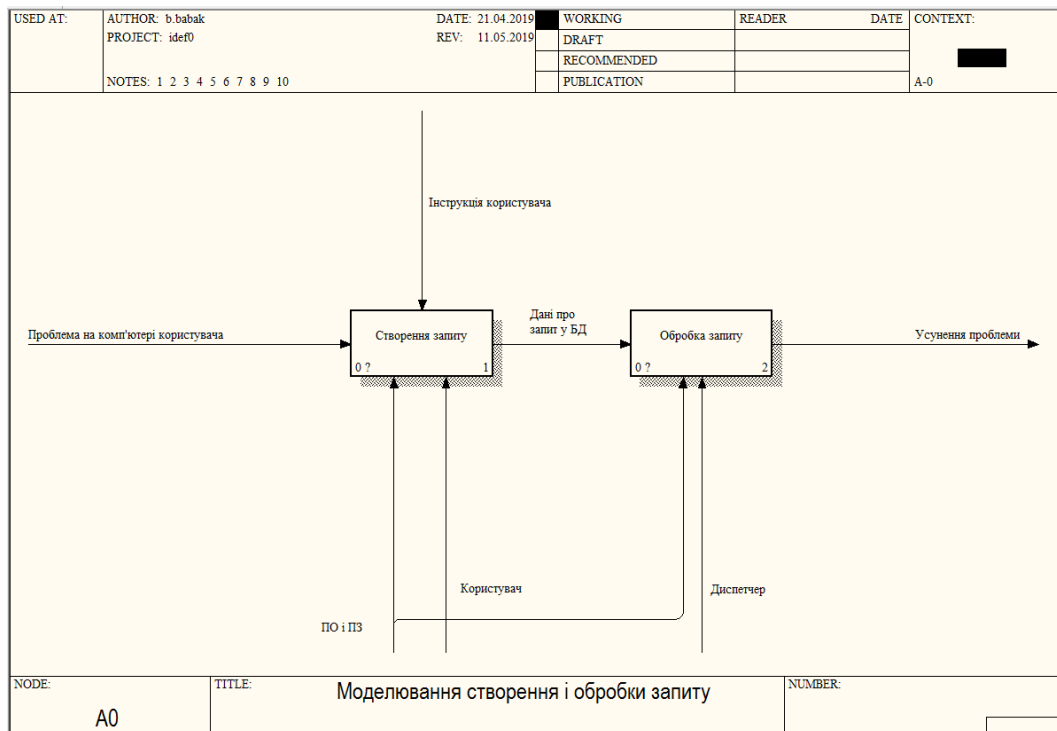 USED AT:
AUTHOR: b.babak
DATE: 21.04.2019
WORKING
READER
DATE
CONTEXT:
PROJECT: idef0
REV: 11.05.2019
DRAFT
RECOMMENDED
NOTES: 1 2 3 4 5 6 7 8 9 10
PUBLICATION
A-0
Інструкція користувача
Проблема на комп'ютері користувача
Створення запиту
0 ?
1
Дані про
запит у БД
Обробка запиту
0 ?
2
Усунення проблеми
Користувач
Диспетчер
ПО і ПЗ
NODE:
A0
TITLE:
Моделювання створення і обробки запиту
NUMBER: